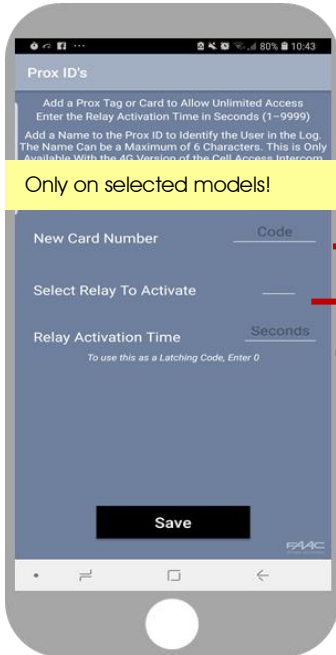 80% 10:43
Prox ID's
Add a Prox Tag or Card to Allow Unlimited Access
Enter the Relay Activation Time in Seconds (1-9999)
Add a Name to the Prox ID to Identify the User in the Log.
The Name Can be a Maximum of 6 Characters. This is Only
Available With the 4G Version of the Cell Access Intercom
Only on selected models!
New Card Number Code
Select Relay To Activate
Relay Activation Time Seconds
To use this as a Latching Code, Enter 0
Save
FAAC